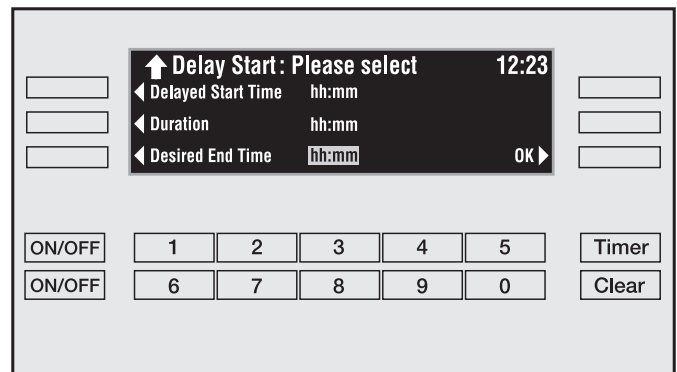 Delay Start: Please select 12:23
Delayed Start Time hh:mm
Duration hh:mm
Desired End Time hh:mm OK
ON/OFF 1 2 3 4 5 Timer
ON/OFF 6 7 8 9 0 Clear